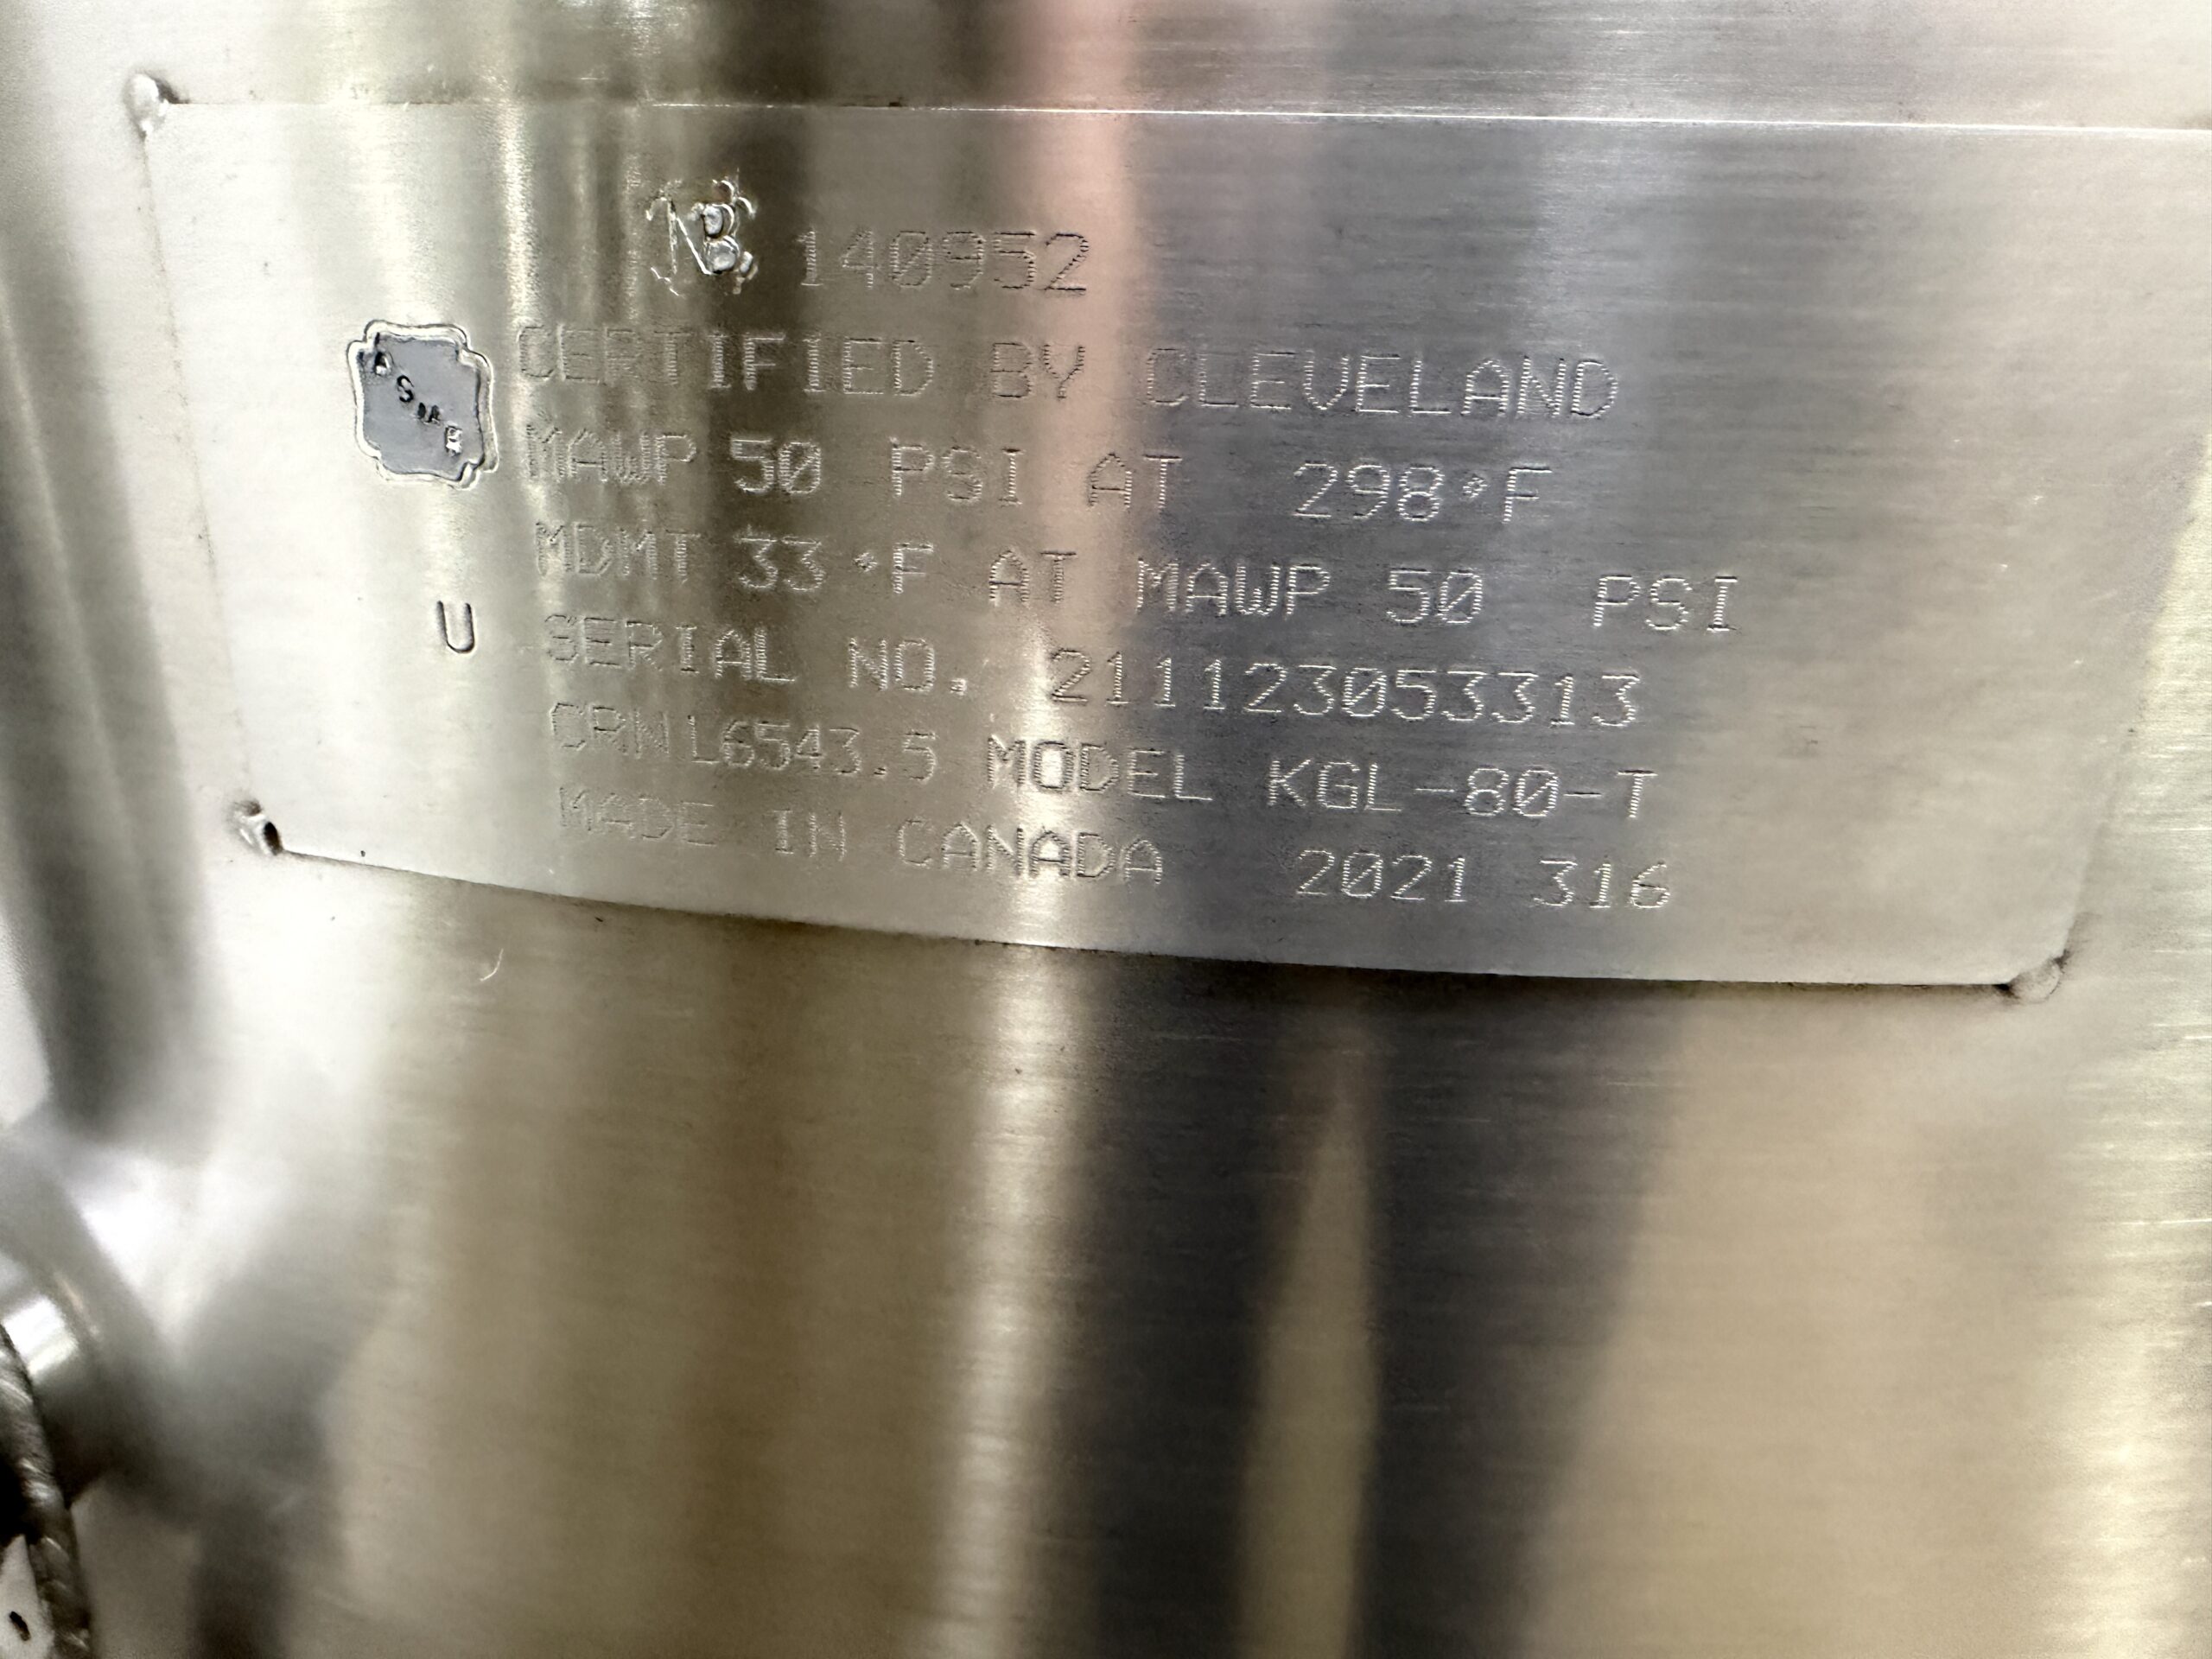 NB 140952
ASME
CERTIFIED BY CLEVELAND
MAWP 50 PSI AT 298°F
MDMT 33 °F AT MAWP 50 PSI
U SERIAL NO. 211123053313
CRN L6543.5 MODEL KGL-80-T
MADE IN CANADA 2021 316